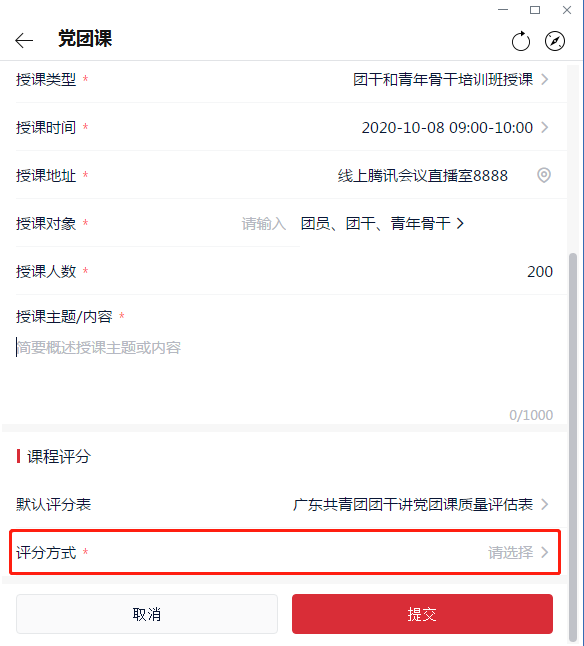 党团课
授课类型 * 团干和青年骨干培训班授课
授课时间 * 2020-10-08 09:00-10:00
授课地址 * 线上腾讯会议直播室8888
授课对象 * 请输入 团员、团干、青年骨干
授课人数 * 200
授课主题/内容 *
简要概述授课主题或内容
0/1000
课程评分
默认评分表 广东共青团团干讲党团课质量评估表
评分方式 * 请选择
取消 提交